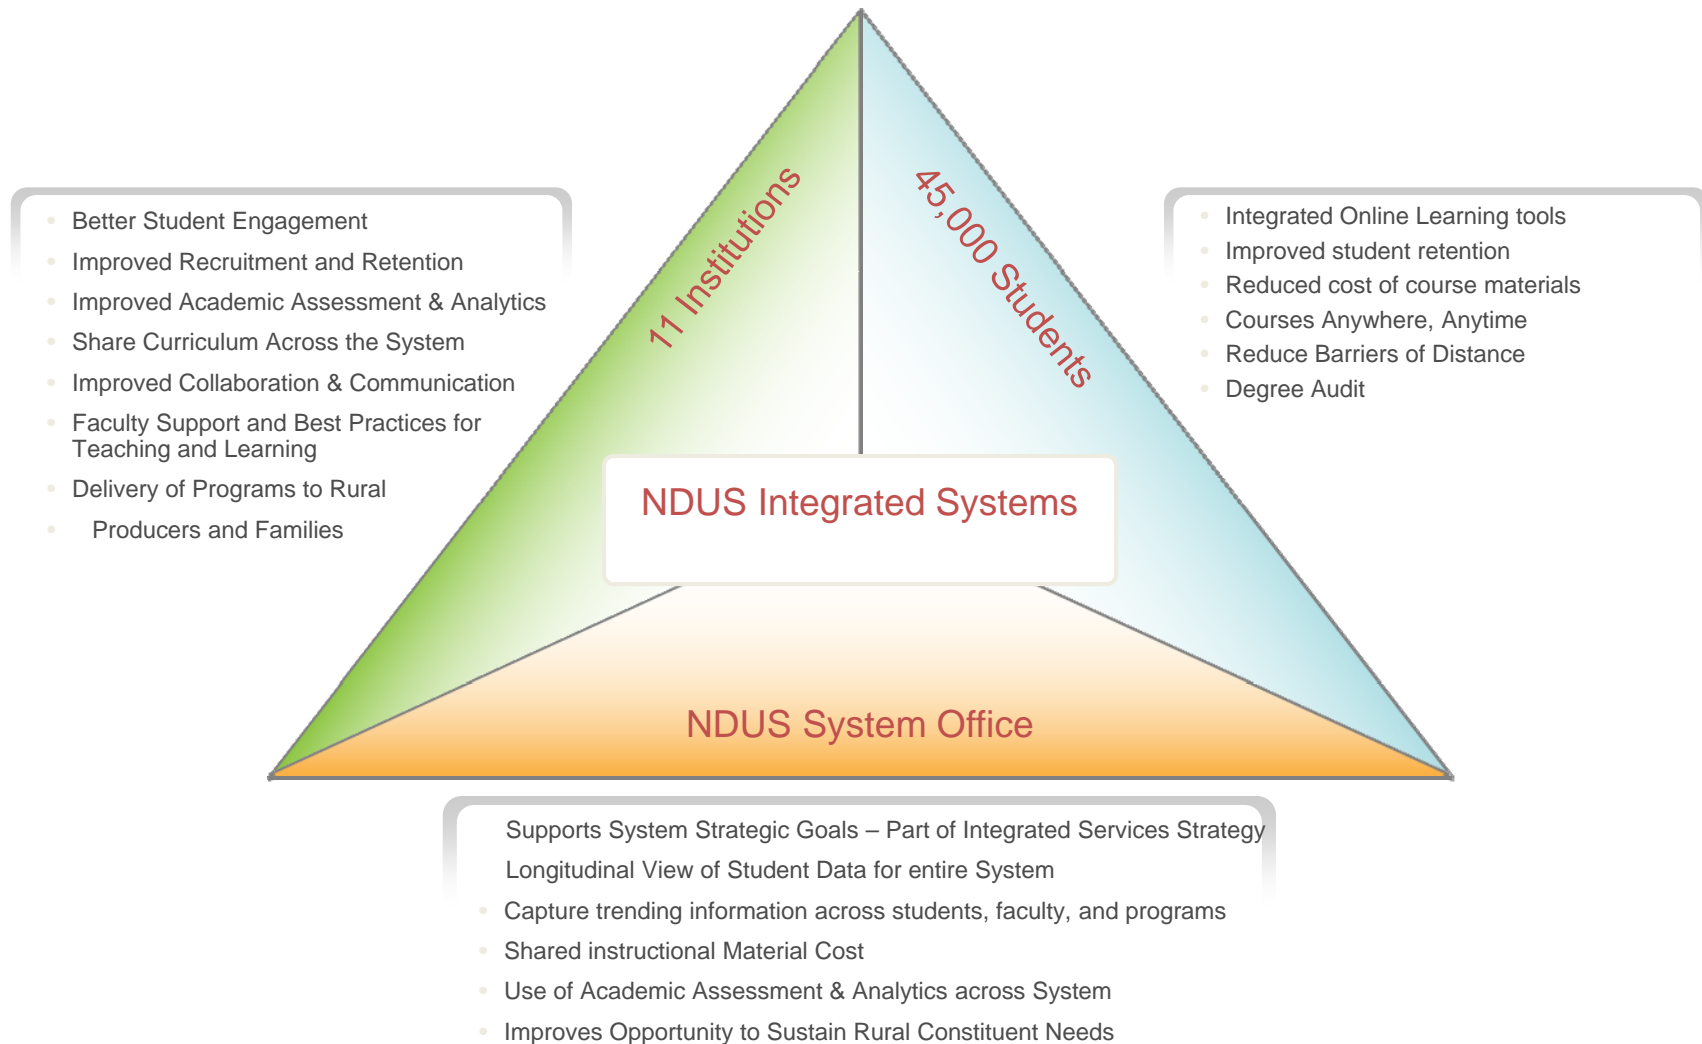 11 Institutions
45,000 Students
• Better Student Engagement
• Improved Recruitment and Retention
• Improved Academic Assessment & Analytics
• Share Curriculum Across the System
• Improved Collaboration & Communication
• Faculty Support and Best Practices for
Teaching and Learning
• Delivery of Programs to Rural
• Producers and Families
• Integrated Online Learning tools
• Improved student retention
• Reduced cost of course materials
• Courses Anywhere, Anytime
• Reduce Barriers of Distance
• Degree Audit
NDUS Integrated Systems
NDUS System Office
Supports System Strategic Goals – Part of Integrated Services Strategy
Longitudinal View of Student Data for entire System
• Capture trending information across students, faculty, and programs
• Shared instructional Material Cost
• Use of Academic Assessment & Analytics across System
• Improves Opportunity to Sustain Rural Constituent Needs